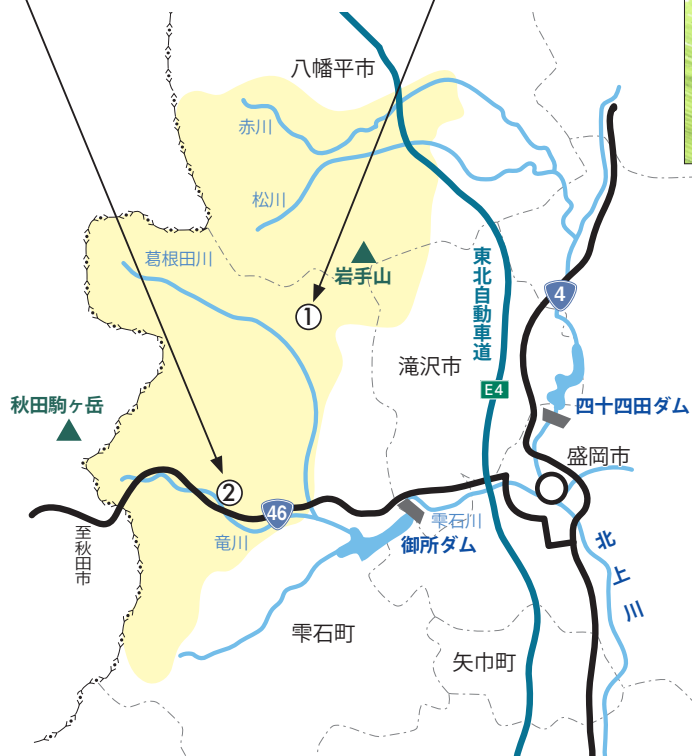 八幡平市
赤川
松川
葛根田川
岩手山
①
東北自動車道
4
滝沢市
E4
秋田駒ヶ岳
四十四田ダム
盛岡市
②
46
竜川
雫石川
御所ダム
至秋田市
北上川
雫石町
矢巾町